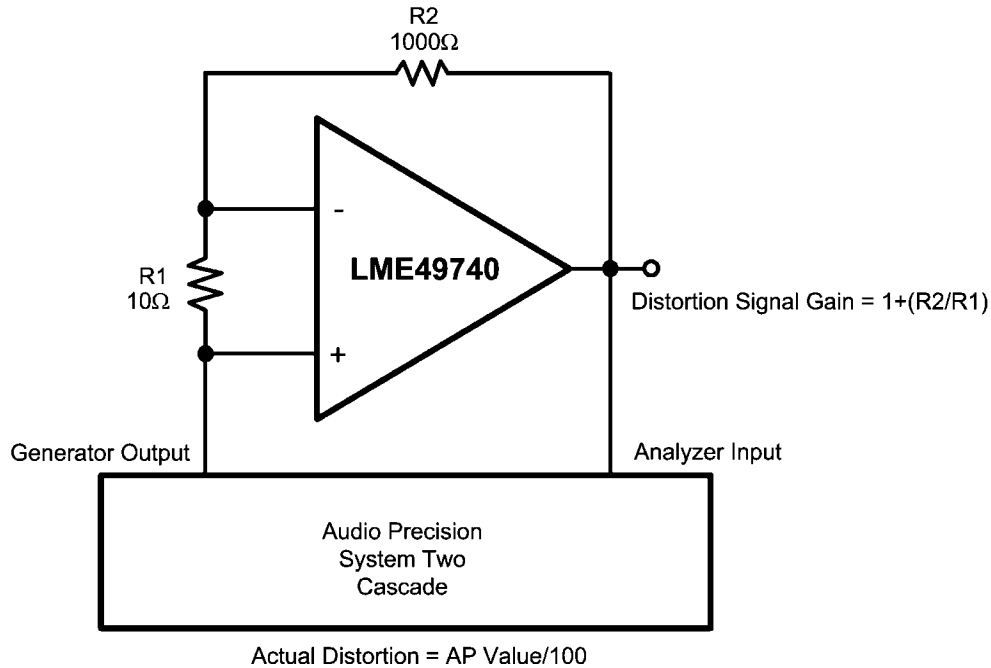 R2
1000Ω
-
R1
10Ω
LME49740
+
Distortion Signal Gain = 1+(R2/R1)
Generator Output
Analyzer Input
Audio Precision
System Two
Cascade
Actual Distortion = AP Value/100